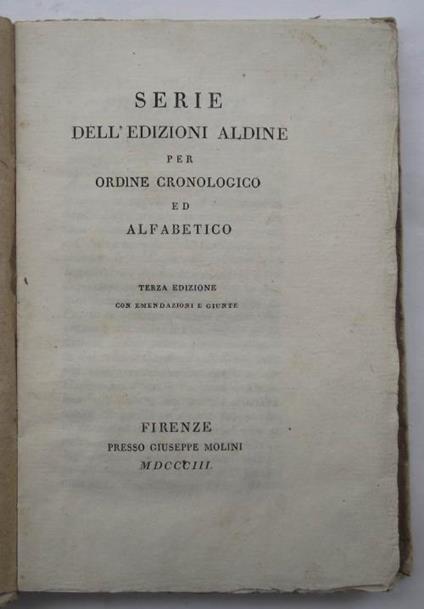 SERIE
DELL'EDIZIONI ALDINE
PER
ORDINE CRONOLOGICO
ED
ALFABETICO
TERZA EDIZIONE
CON EMENDAZIONI E GIUNTE
FIRENZE
PRESSO GIUSEPPE MOLINI
MDCCCIII.